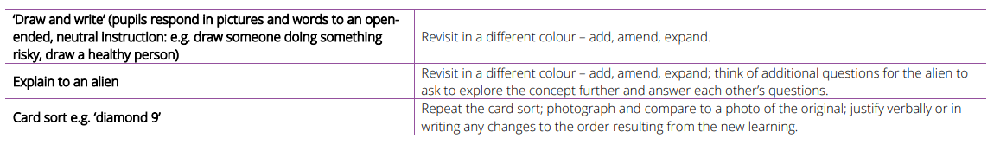 ‘Draw and write’ (pupils respond in pictures and words to an open-
ended, neutral instruction: e.g. draw someone doing something
risky, draw a healthy person)
Revisit in a different colour – add, amend, expand.
Explain to an alien
Revisit in a different colour – add, amend, expand; think of additional questions for the alien to
ask to explore the concept further and answer each other’s questions.
Card sort e.g. ‘diamond 9’
Repeat the card sort; photograph and compare to a photo of the original; justify verbally or in
writing any changes to the order resulting from the new learning.